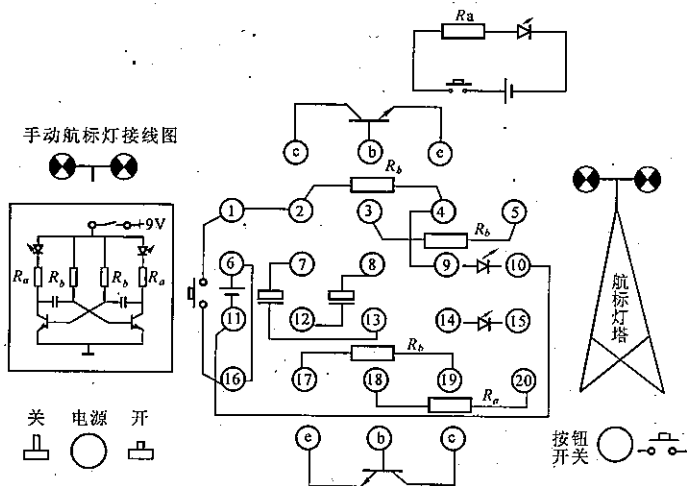 Ra
手动航标灯接线图
c b e
Rb
1 2 3 4 5
Rb
+9V
Ra Rb Rb Ra
6 7 8 9 10
11 12 13 14 15
Rb
16 17 18 19 20
Ra
航标灯塔
关 电源 开
e b c
按钮
开关